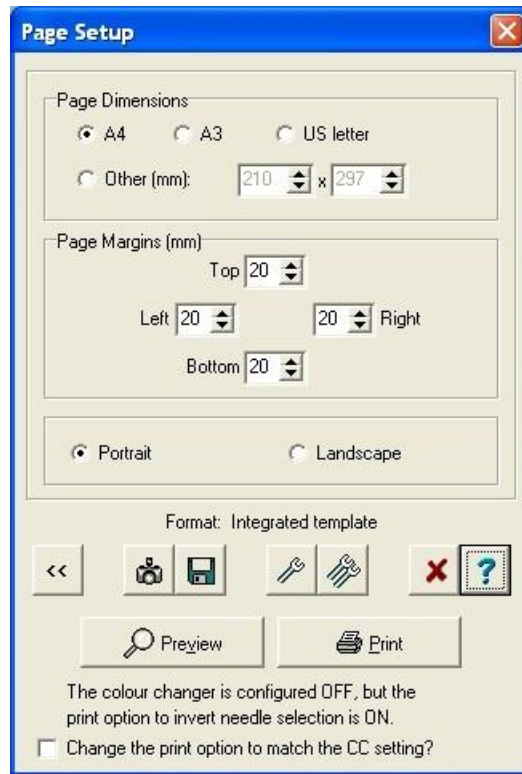 Page Setup
Page Dimensions
A4 A3 US letter
Other (mm): 210 x 297
Page Margins (mm)
Top 20
Left 20 20 Right
Bottom 20
Portrait Landscape
Format: Integrated template
<< ?
Preview Print
The colour changer is configured OFF, but the
print option to invert needle selection is ON.
Change the print option to match the CC setting?